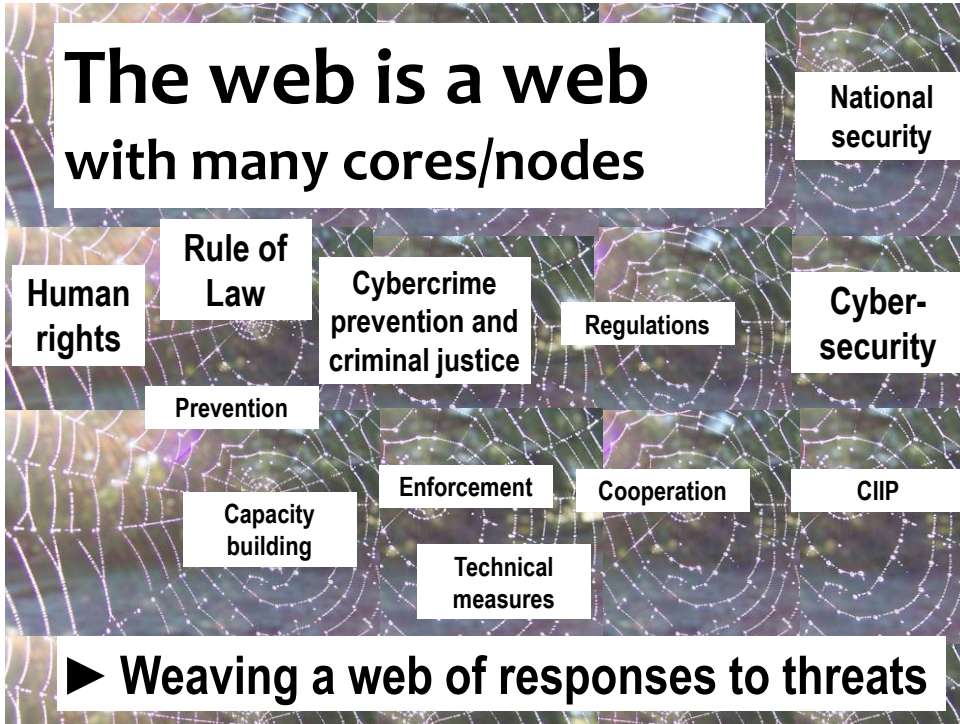 The web is a web
with many cores/nodes
National
security
Rule of
Law
Human
rights
Cybercrime
prevention and
criminal justice
Regulations
Cyber-
security
Prevention
Enforcement
Cooperation
CIIP
Capacity
building
Technical
measures
► Weaving a web of responses to threats